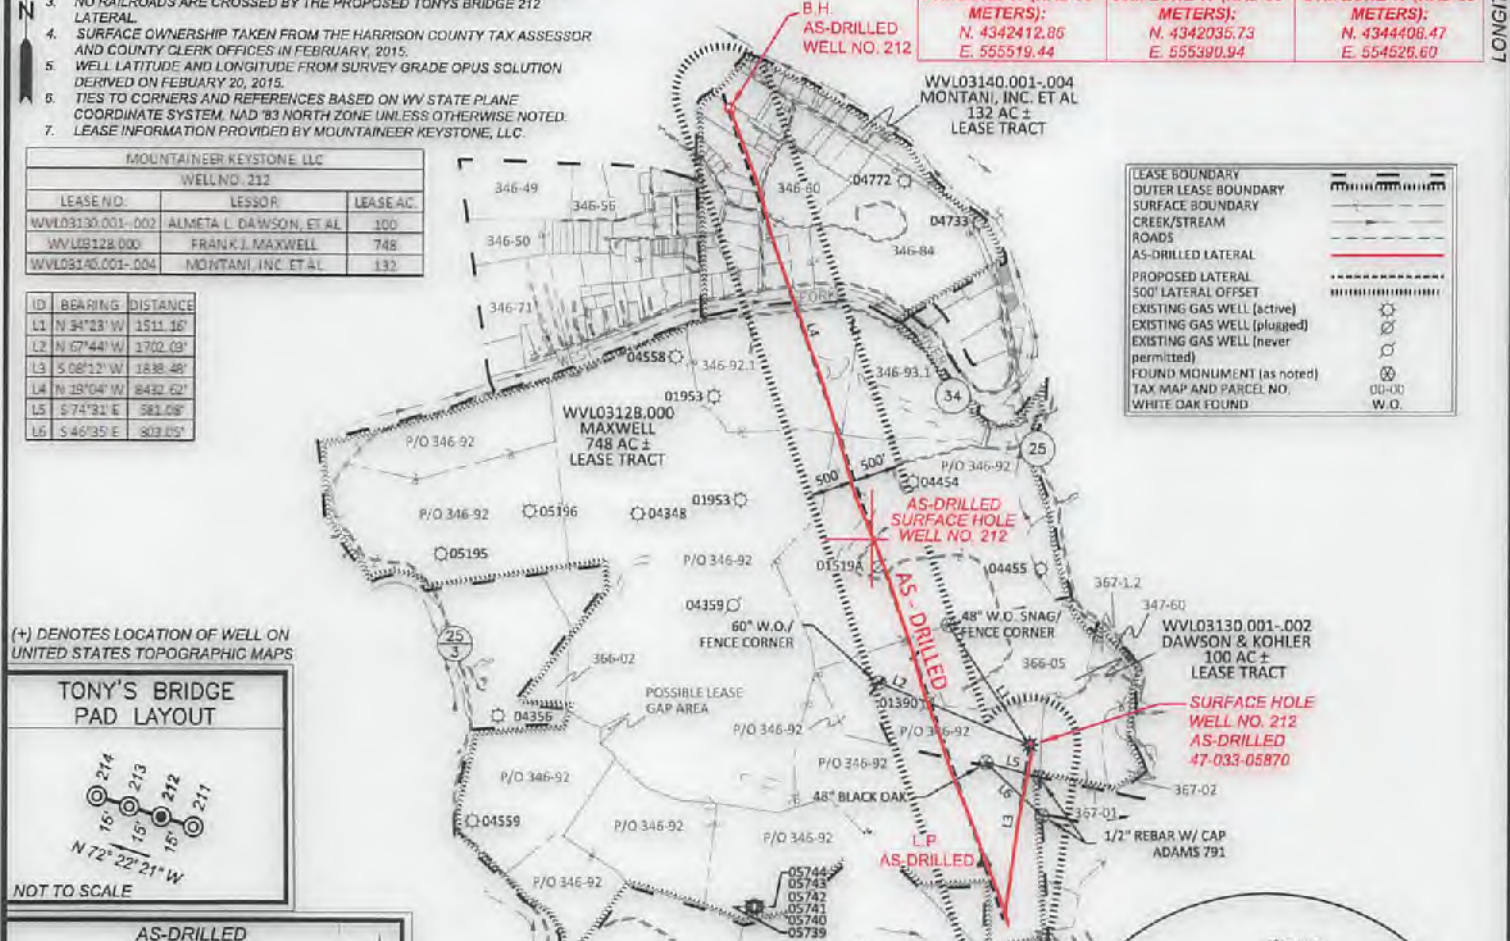 3. NO RAILROADS ARE CROSSED BY THE PROPOSED TONYS BRIDGE 212
LATERAL.
4. SURFACE OWNERSHIP TAKEN FROM THE HARRISON COUNTY TAX ASSESSOR
AND COUNTY CLERK OFFICES IN FEBRUARY, 2015.
5. WELL LATITUDE AND LONGITUDE FROM SURVEY GRADE OPUS SOLUTION
DERIVED ON FEBUARY 20, 2015.
6. TIES TO CORNERS AND REFERENCES BASED ON WV STATE PLANE
COORDINATE SYSTEM, NAD '83 NORTH ZONE UNLESS OTHERWISE NOTED.
7. LEASE INFORMATION PROVIDED BY MOUNTAINEER KEYSTONE, LLC.
N
MOUNTAINEER KEYSTONE LLC
WELL NO. 212
LEASE NO. LESSOR LEASE AC.
WVL03130.001-.002 ALMETA L. DAWSON, ET AL 100
WVL03128.000 FRANK J. MAXWELL 748
WVL03140.001-.004 MONTANI, INC. ET AL 132
ID BEARING DISTANCE
L1 N 34°23' W 1511.16'
L2 N 67°44' W 1702.03'
L3 S 08°12' W 1838.48'
L4 N 19°04' W 8432.62'
L5 S 74°31' E 581.08'
L6 S 46°35' E 803.05'
(+) DENOTES LOCATION OF WELL ON
UNITED STATES TOPOGRAPHIC MAPS
TONY'S BRIDGE
PAD LAYOUT
214
213
212
211
15'
15'
15'
N 72° 22' 21" W
NOT TO SCALE
AS-DRILLED
B.H.
AS-DRILLED
WELL NO. 212
METERS):
N. 4342412.86
E. 555519.44
METERS):
N. 4342035.73
E. 555390.94
METERS):
N. 4344408.47
E. 554526.60
WVL03140.001-.004
MONTANI, INC. ET AL
132 AC ±
LEASE TRACT
LEASE BOUNDARY
OUTER LEASE BOUNDARY
SURFACE BOUNDARY
CREEK/STREAM
ROADS
AS-DRILLED LATERAL
PROPOSED LATERAL
500' LATERAL OFFSET
EXISTING GAS WELL (active)
EXISTING GAS WELL (plugged)
EXISTING GAS WELL (never
permitted)
FOUND MONUMENT (as noted)
TAX MAP AND PARCEL NO. 00-00
WHITE OAK FOUND W.O.
346-49
346-56
346-50
346-71
346-60
04772
04733
346-84
WEST
FORK
RIVER
L4
04558
346-92.1
346-93.1
01953
34
WVL03128.000
MAXWELL
748 AC ±
LEASE TRACT
P/O 346-92
25
500'
500'
P/O 346-92
04454
P/O 346-92
05196
04348
01953
AS-DRILLED
SURFACE HOLE
WELL NO. 212
05195
P/O 346-92
01519A
04455
367-1.2
347-60
AS - DRILLED
04359
60" W.O./
FENCE CORNER
48" W.O. SNAG/
FENCE CORNER
WVL03130.001-.002
DAWSON & KOHLER
100 AC ±
LEASE TRACT
25
3
366-02
366-05
L2
L1
POSSIBLE LEASE
GAP AREA
01390
SURFACE HOLE
WELL NO. 212
AS-DRILLED
47-033-05870
04356
P/O 346-92
P/O 346-92
P/O 346-92
P/O 346-92
L5
L6
L3
48" BLACK OAK
367-02
367-01
04559
P/O 346-92
P/O 346-92
1/2" REBAR W/ CAP
ADAMS 791
L.P.
AS-DRILLED
P/O 346-92
05744
05743
05742
05741
05740
05739